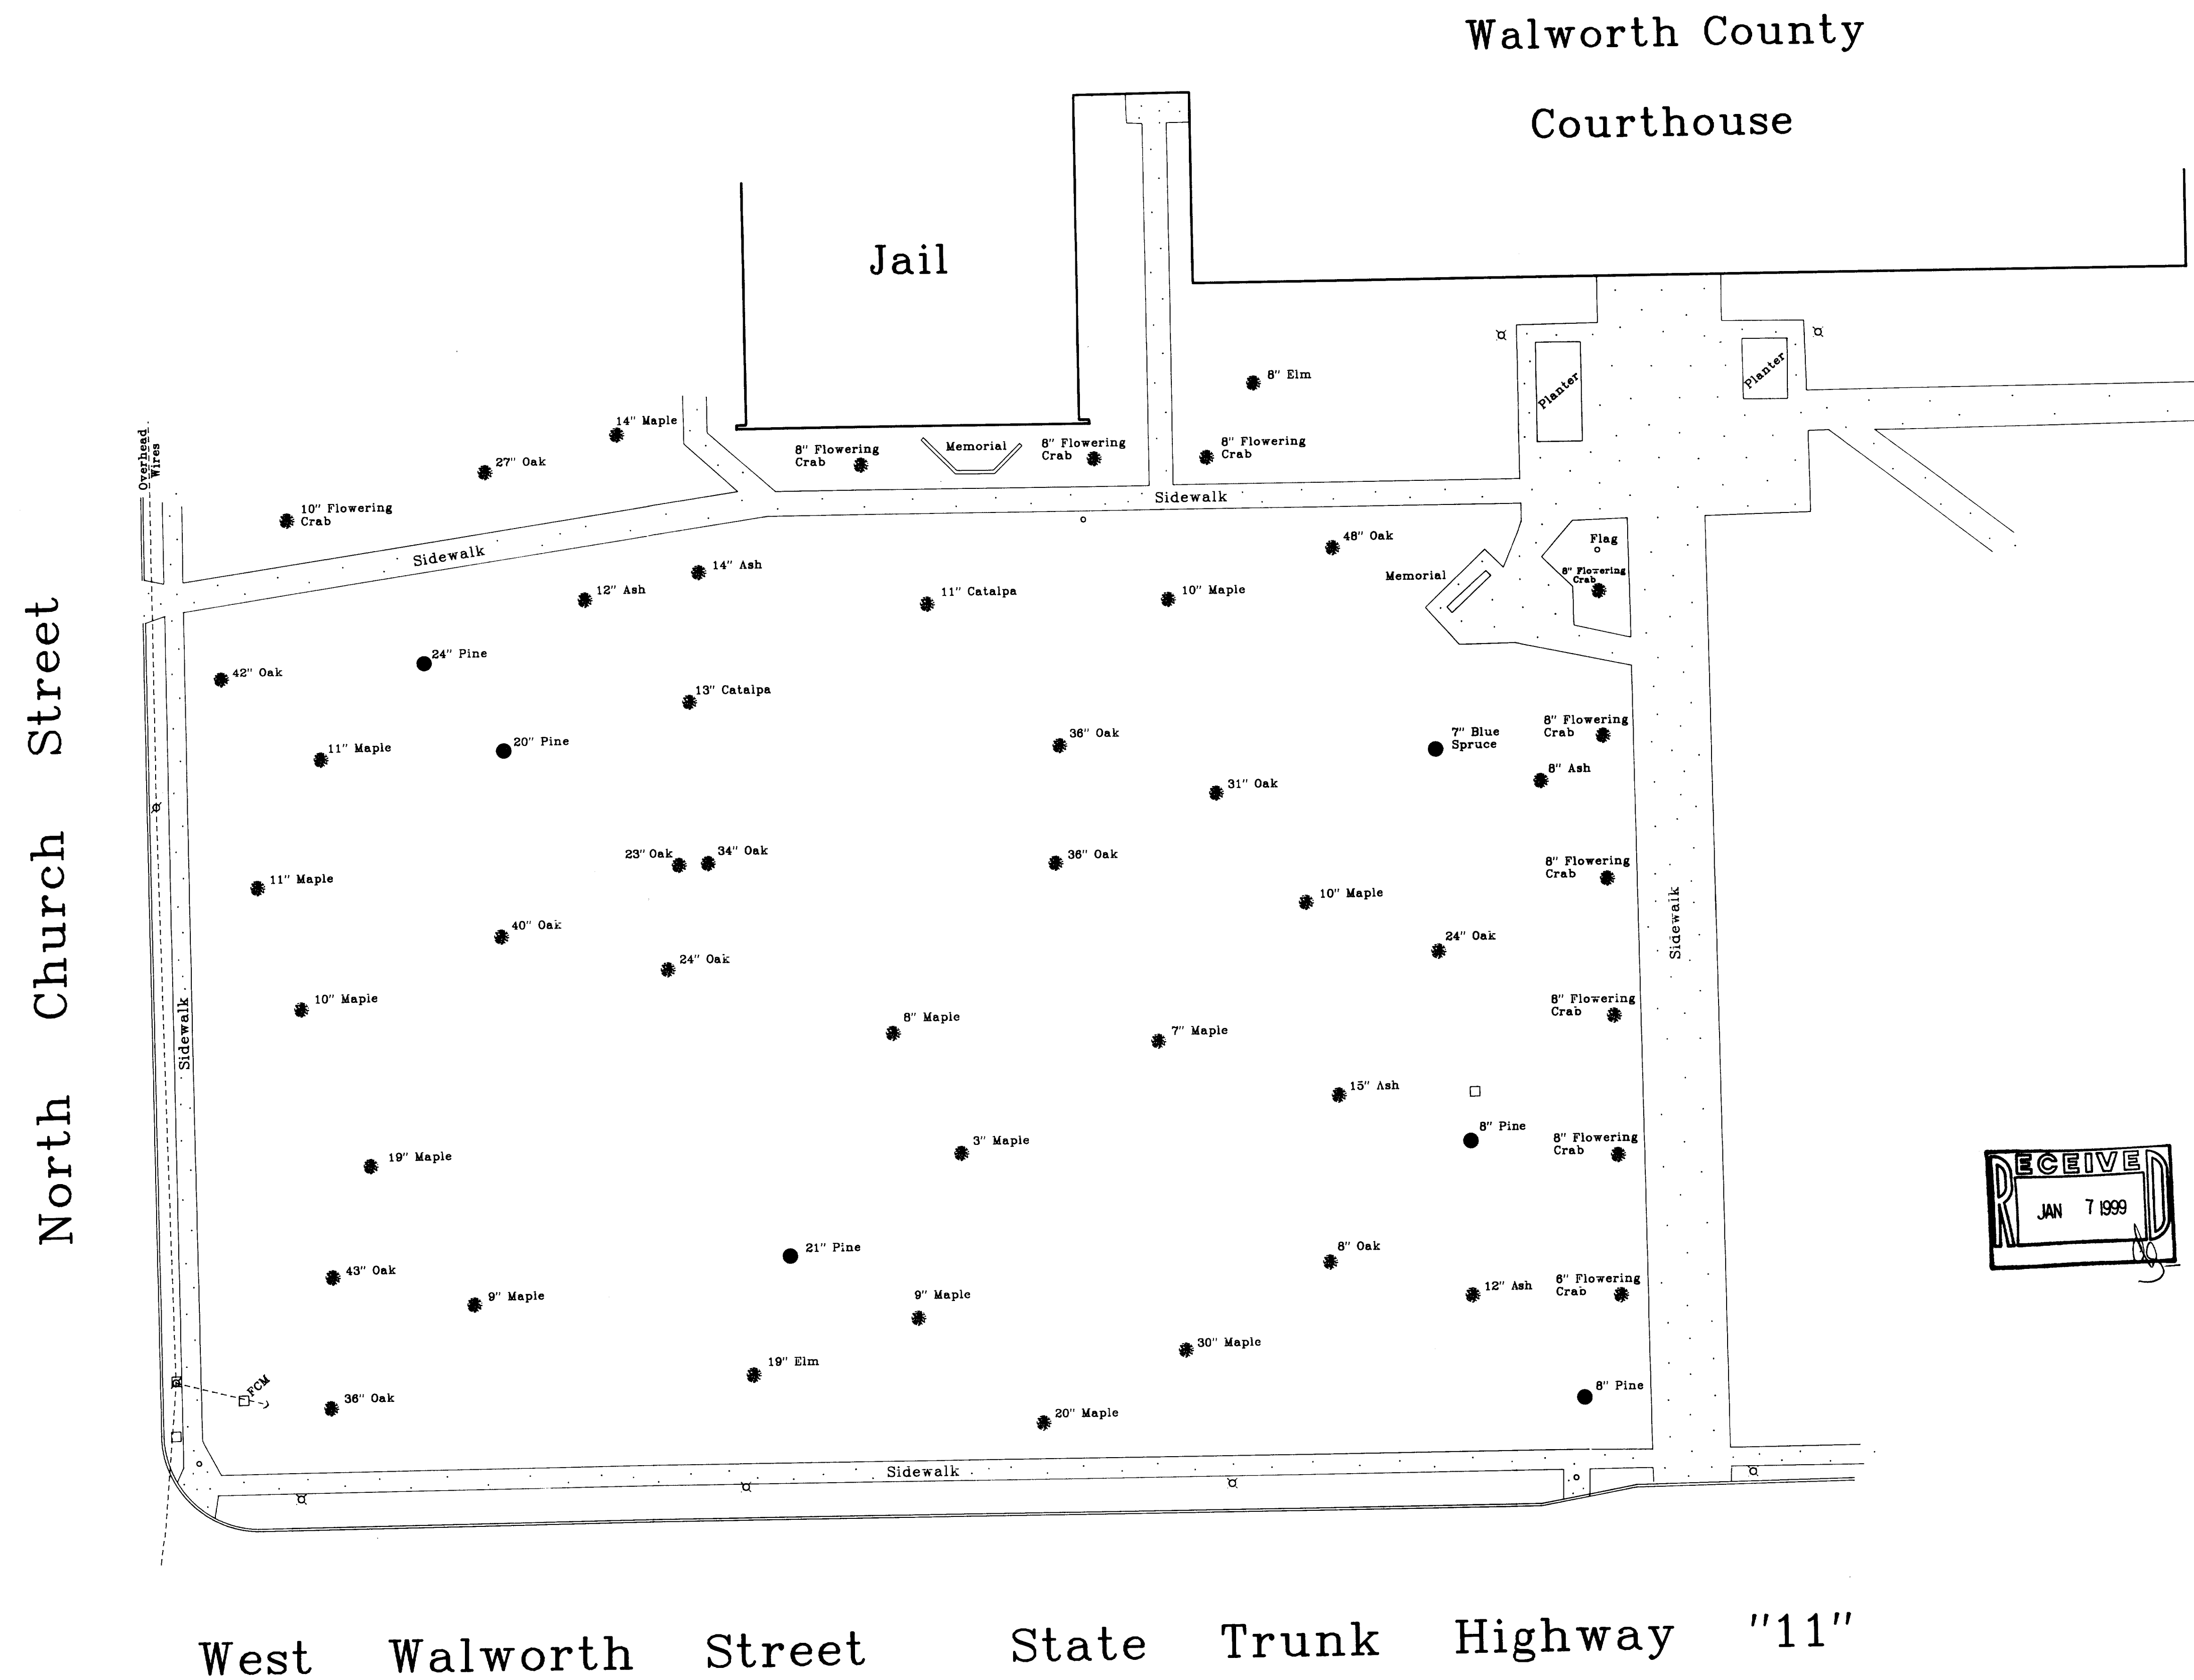 Walworth County
Courthouse
Jail
8" Elm
Planter
Planter
14" Maple
Overhead
Wires
27" Oak
8" Flowering
Crab
Memorial
8" Flowering
Crab
8" Flowering
Crab
Sidewalk
10" Flowering
Crab
Sidewalk
48" Oak
Flag
8" Flowering
Crab
Memorial
14" Ash
12" Ash
11" Catalpa
10" Maple
24" Pine
42" Oak
13" Catalpa
11" Maple
20" Pine
36" Oak
7" Blue
Spruce
8" Flowering
Crab
8" Ash
31" Oak
23" Oak
34" Oak
36" Oak
8" Flowering
Crab
11" Maple
10" Maple
40" Oak
24" Oak
24" Oak
Sidewalk
10" Maple
8" Flowering
Crab
Sidewalk
8" Maple
7" Maple
15" Ash
8" Pine
8" Flowering
Crab
3" Maple
19" Maple
North Church Street
RECEIVED
JAN 7 1999
21" Pine
8" Oak
43" Oak
9" Maple
9" Maple
12" Ash
6" Flowering
Crab
30" Maple
19" Elm
FCM
36" Oak
8" Pine
20" Maple
Sidewalk
West Walworth Street State Trunk Highway "11"